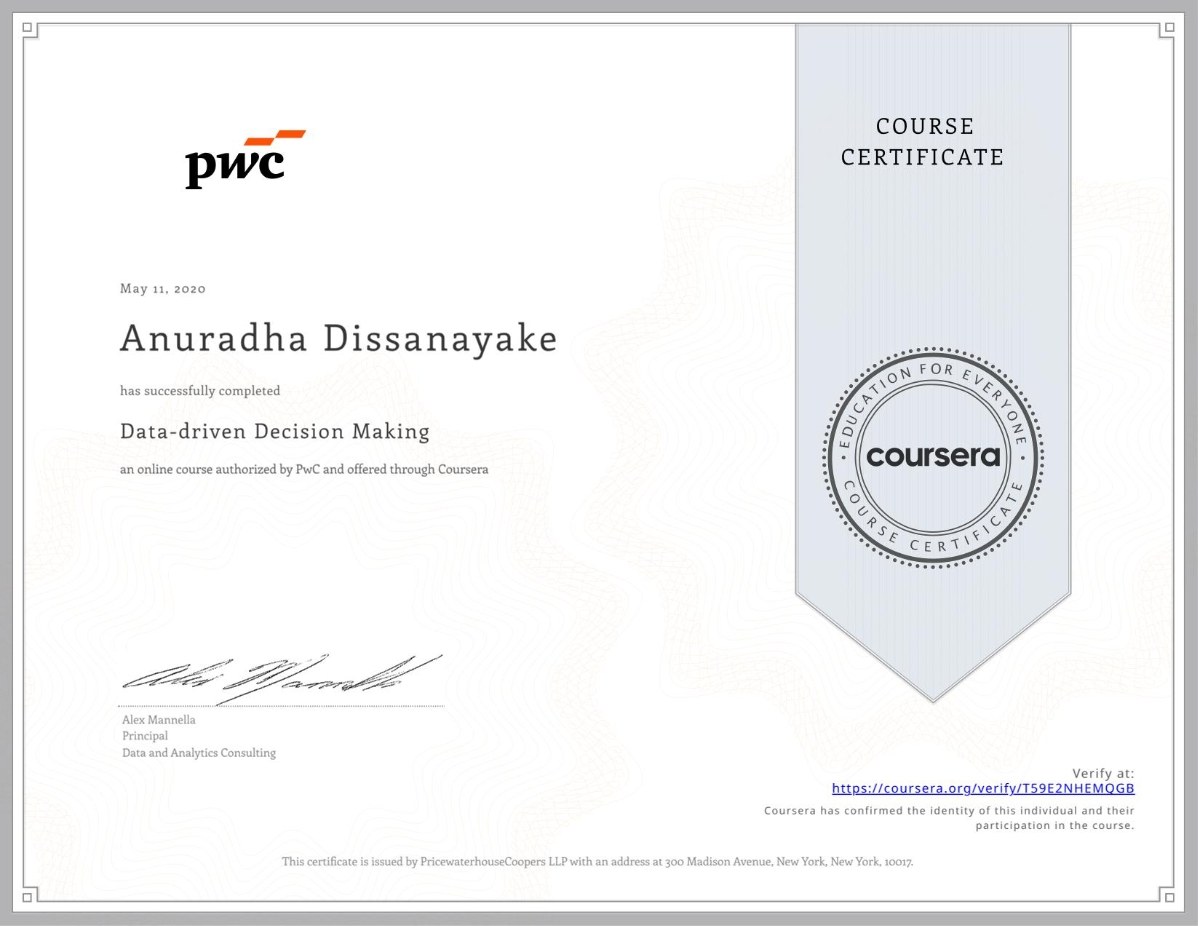 pwc
COURSE
CERTIFICATE
May 11, 2020
Anuradha Dissanayake
has successfully completed
Data-driven Decision Making
an online course authorized by PwC and offered through Coursera
EDUCATION FOR EVERYONE
coursera
COURSE CERTIFICATE
Alex Mannella
Alex Mannella
Principal
Data and Analytics Consulting
Verify at:
https://coursera.org/verify/T59E2NHEMQGB
Coursera has confirmed the identity of this individual and their
participation in the course.
This certificate is issued by PricewaterhouseCoopers LLP with an address at 300 Madison Avenue, New York, New York, 10017.